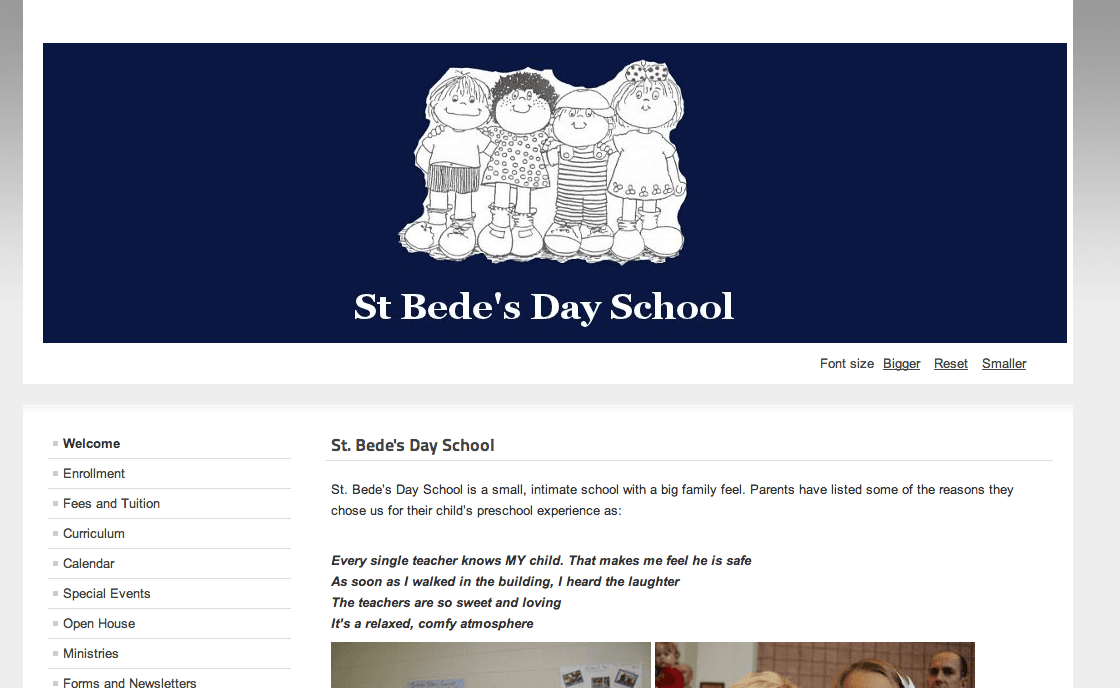 St Bede's Day School
Font size Bigger Reset Smaller
Welcome
Enrollment
Fees and Tuition
Curriculum
Calendar
Special Events
Open House
Ministries
Forms and Newsletters
St. Bede's Day School
St. Bede's Day School is a small, intimate school with a big family feel. Parents have listed some of the reasons they
chose us for their child's preschool experience as:
Every single teacher knows MY child. That makes me feel he is safe
As soon as I walked in the building, I heard the laughter
The teachers are so sweet and loving
It's a relaxed, comfy atmosphere